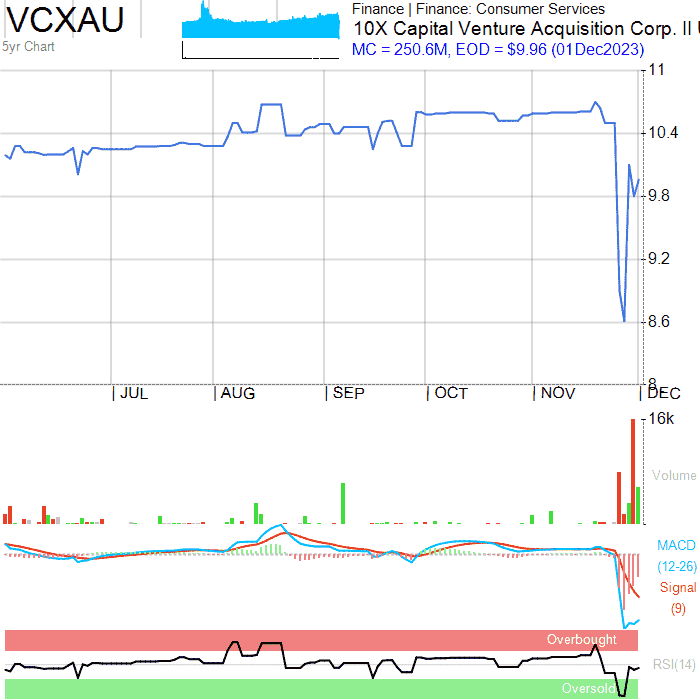 VCXAU
5yr Chart
Finance | Finance: Consumer Services
10X Capital Venture Acquisition Corp. II
MC = 250.6M, EOD = $9.96 (01Dec2023)
11
10.4
9.8
9.2
8.6
8
| JUL | AUG | SEP | OCT | NOV | DEC
16k
Volume
MACD
(12-26)
Signal
(9)
Overbought
RSI(14)
Oversold